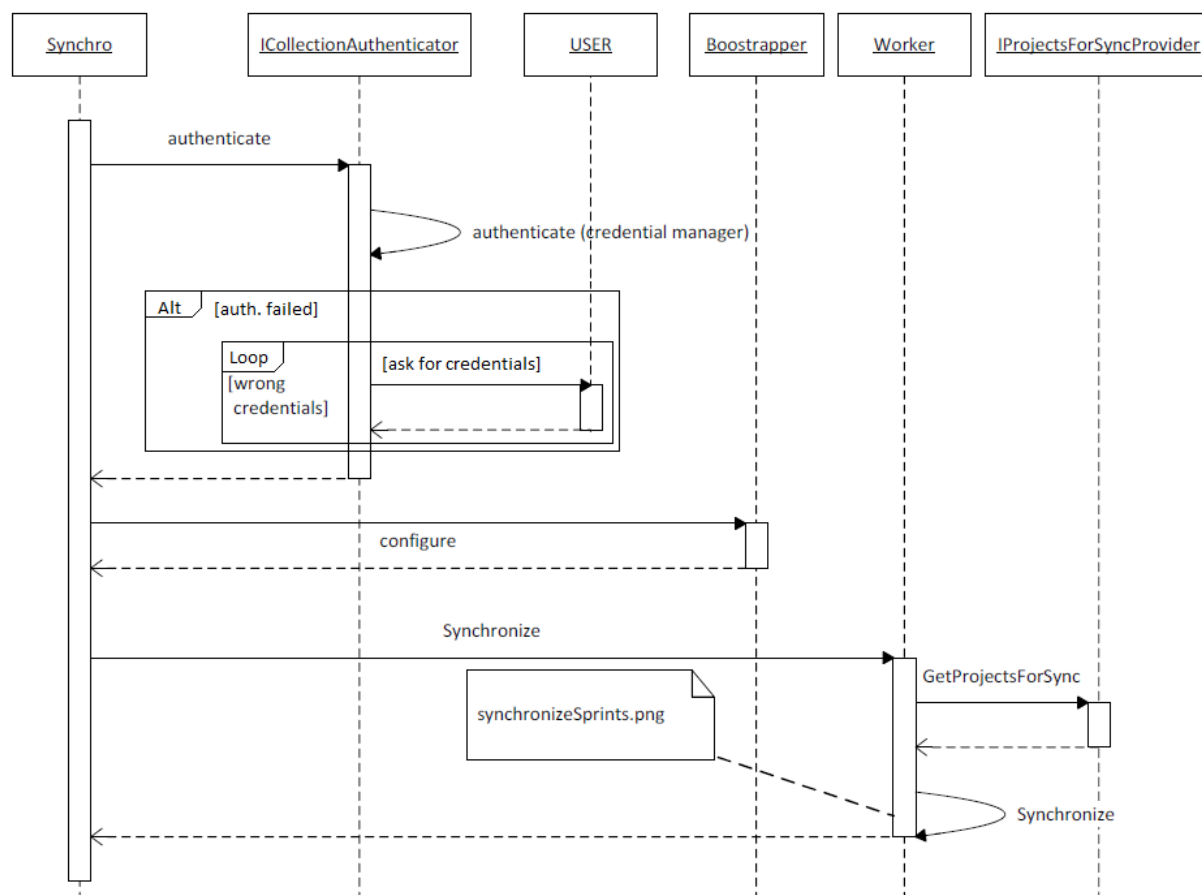 Synchro
ICollectionAuthenticator
USER
Boostrapper
Worker
IProjectsForSyncProvider
authenticate
authenticate (credential manager)
Alt
[auth. failed]
Loop
[ask for credentials]
[wrong
credentials]
configure
Synchronize
GetProjectsForSync
synchronizeSprints.png
Synchronize